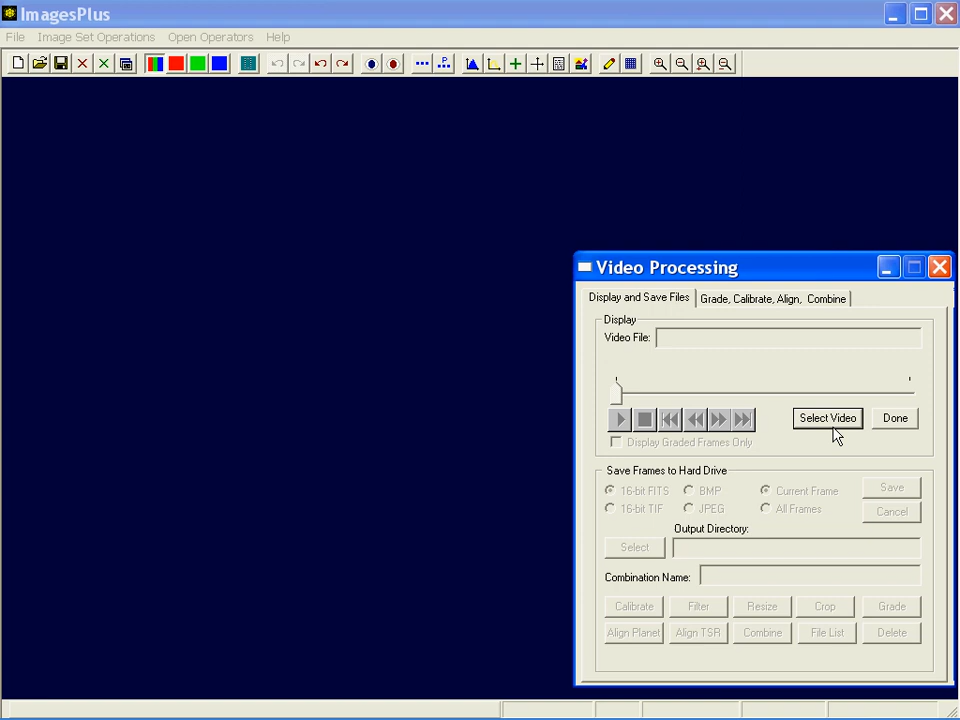 ImagesPlus
File Image Set Operations Open Operators Help
Video Processing
Display and Save Files Grade, Calibrate, Align, Combine
Display
Video File:
Select Video Done
Display Graded Frames Only
Save Frames to Hard Drive
16-bit FITS BMP Current Frame Save
16-bit TIF JPEG All Frames Cancel
Output Directory:
Select
Combination Name:
Calibrate Filter Resize Crop Grade
Align Planet Align TSR Combine File List Delete